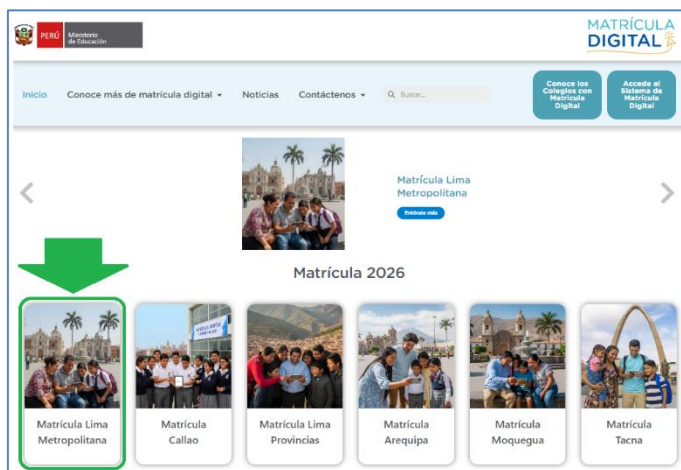 PERÚ
Ministerio
de Educación
MATRÍCULA
DIGITAL
Inicio
Conoce más de matrícula digital
Noticias
Contáctenos
Buscar...
Conoce los
Colegios con
Matrícula
Digital
Accede al
Sistema de
Matrícula
Digital
Matrícula Lima
Metropolitana
Entérate más
Matrícula 2026
Matrícula Lima
Metropolitana
Matrícula
Callao
Matrícula Lima
Provincias
Matrícula
Arequipa
Matrícula
Moquegua
Matrícula
Tacna